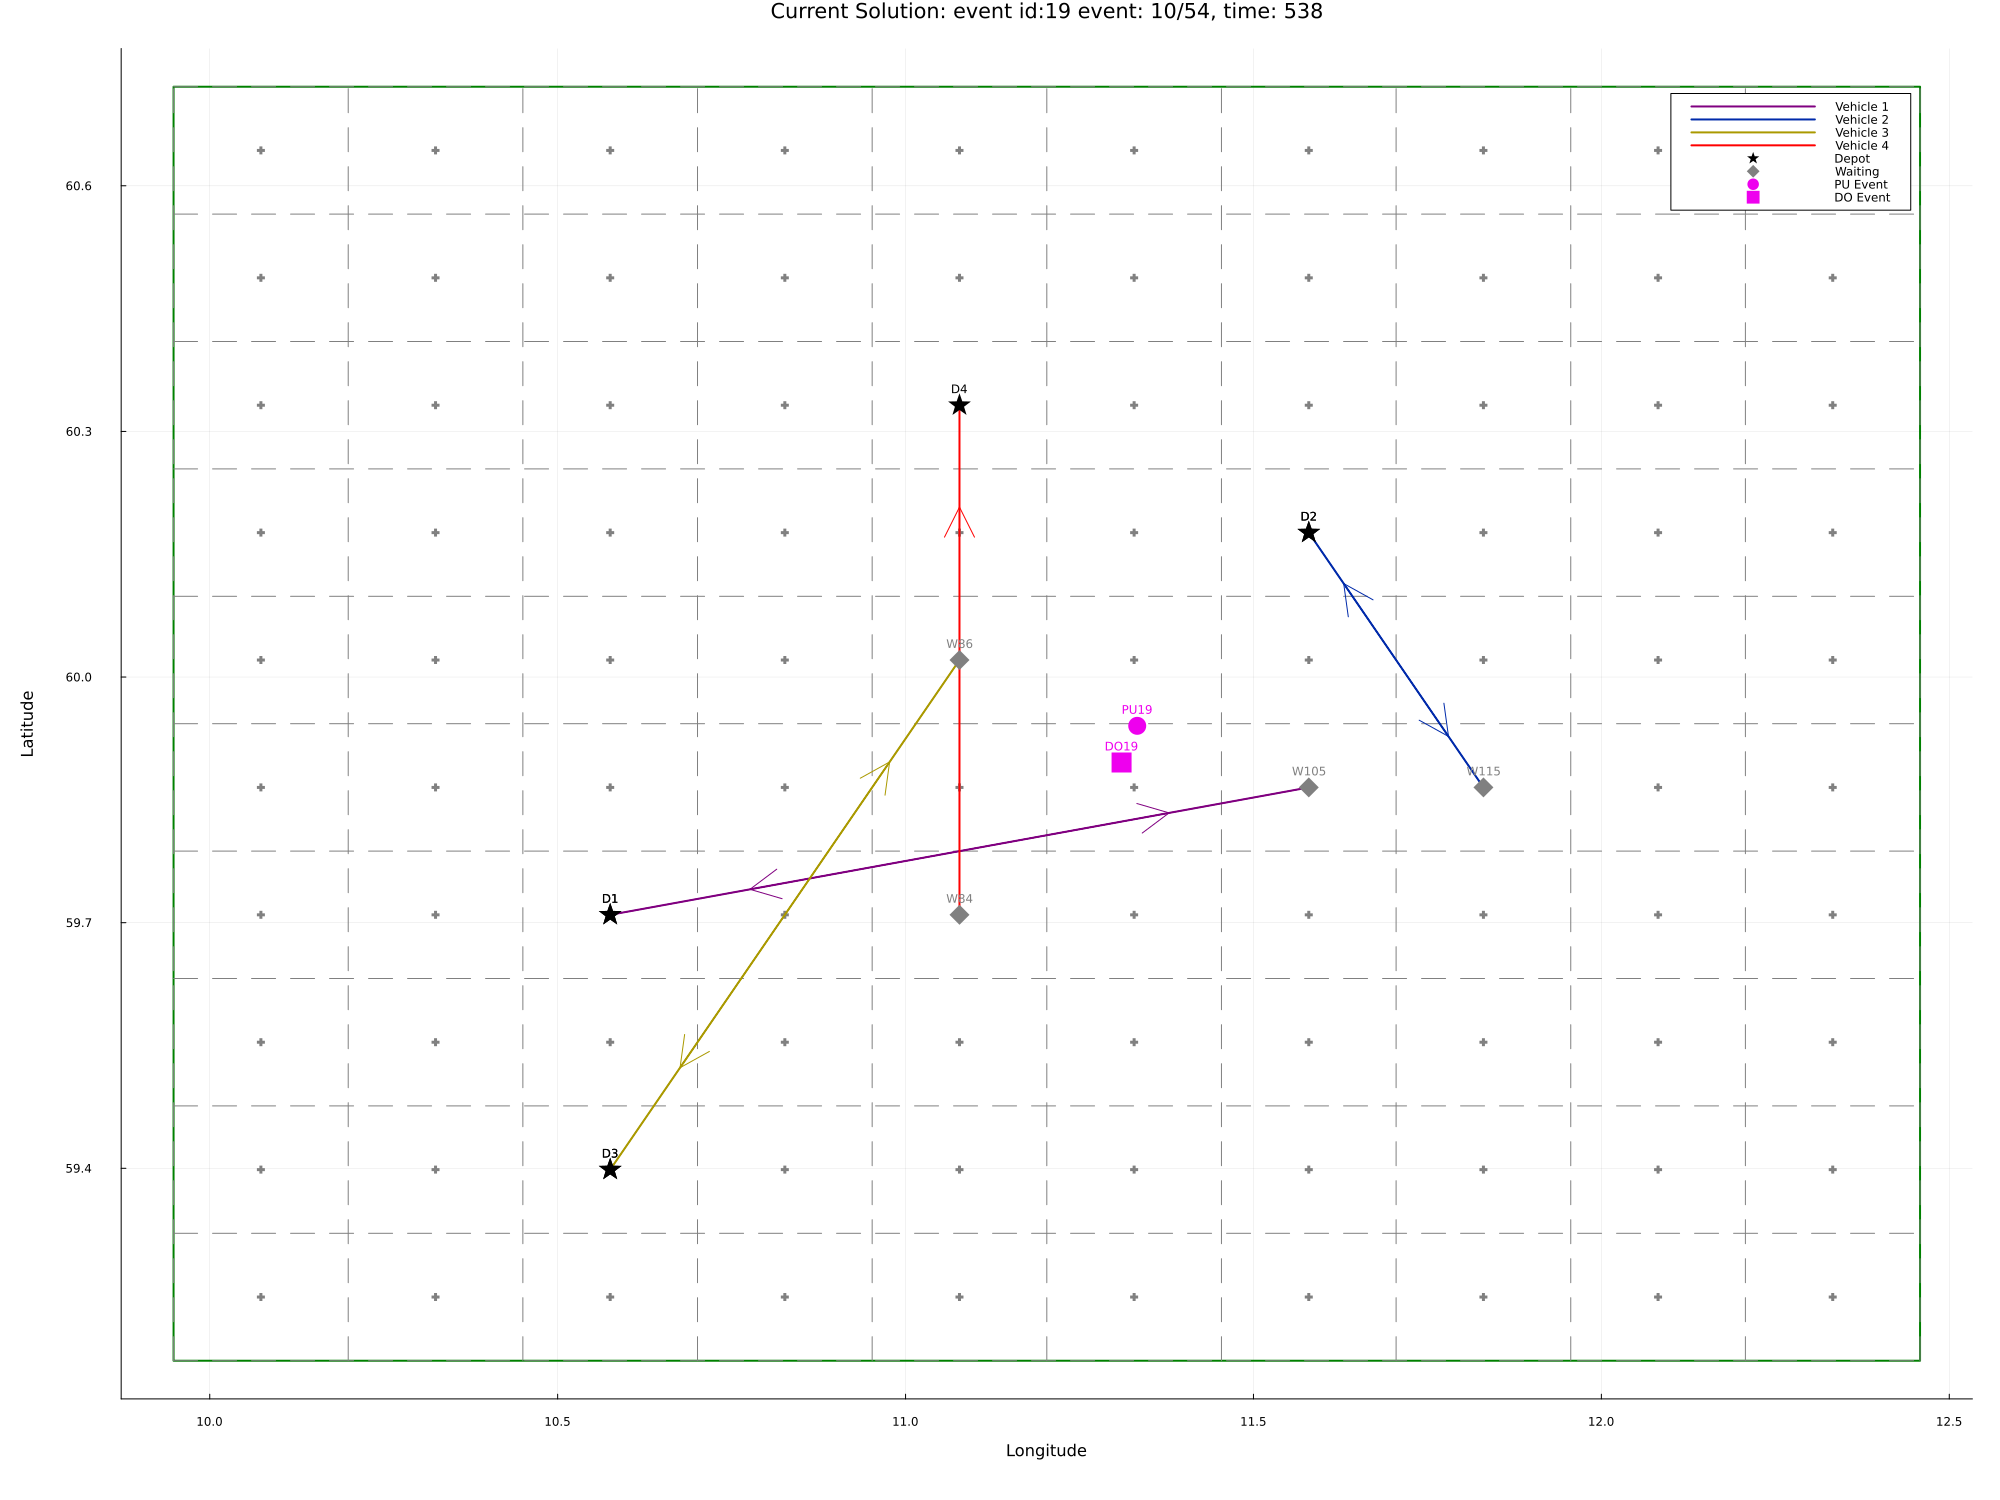 Current Solution: event id:19 event: 10/54, time: 538
Vehicle 1
Vehicle 2
Vehicle 3
Vehicle 4
Depot
Waiting
PU Event
DO Event
60.6
60.3
60.0
59.7
59.4
Latitude
D4
D2
W36
PU19
DO19
W105
W115
D1
W34
D3
10.0
10.5
11.0
11.5
12.0
12.5
Longitude